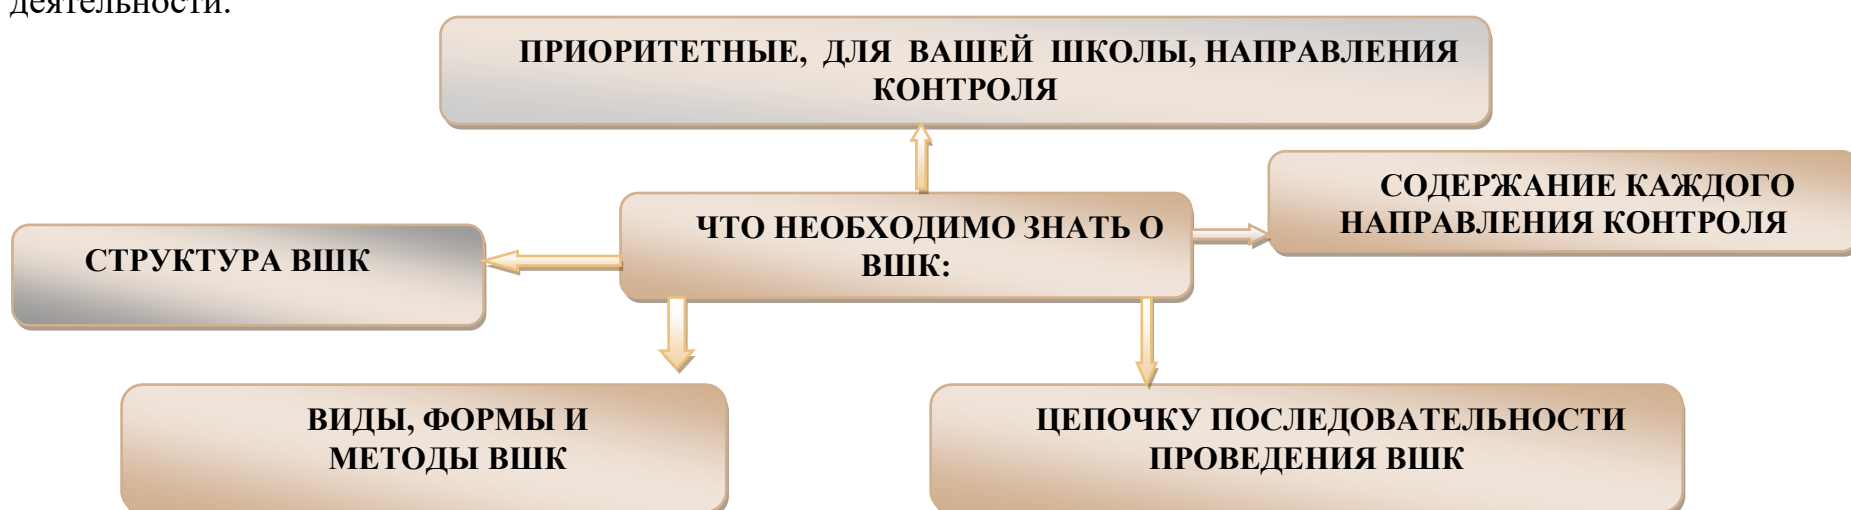 деятельности.
ПРИОРИТЕТНЫЕ, ДЛЯ ВАШЕЙ ШКОЛЫ, НАПРАВЛЕНИЯ
КОНТРОЛЯ
СОДЕРЖАНИЕ КАЖДОГО
НАПРАВЛЕНИЯ КОНТРОЛЯ
ЧТО НЕОБХОДИМО ЗНАТЬ О
ВШК:
СТРУКТУРА ВШК
ВИДЫ, ФОРМЫ И
МЕТОДЫ ВШК
ЦЕПОЧКУ ПОСЛЕДОВАТЕЛЬНОСТИ
ПРОВЕДЕНИЯ ВШК